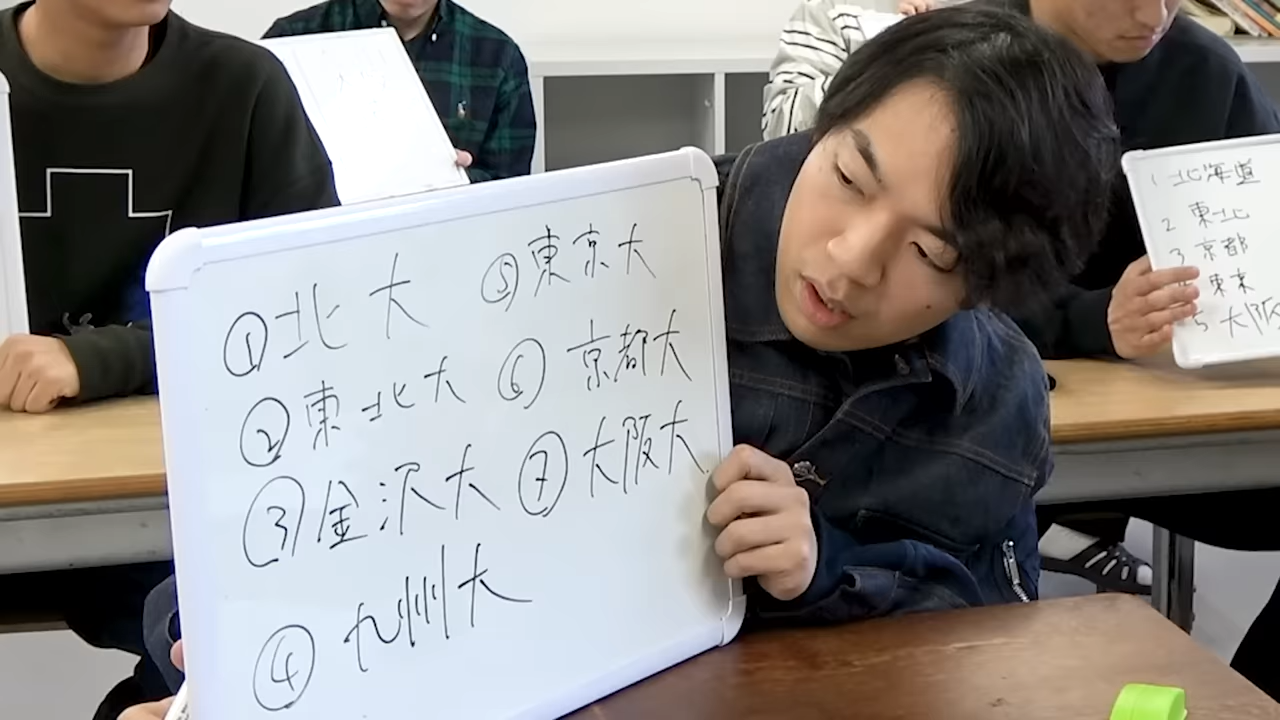 ①北大
②東北大
③金沢大
④九州大
⑤東京大
⑥京都大
⑦大阪大
1 北海道
2 東北
3 京都
東京
5 大阪